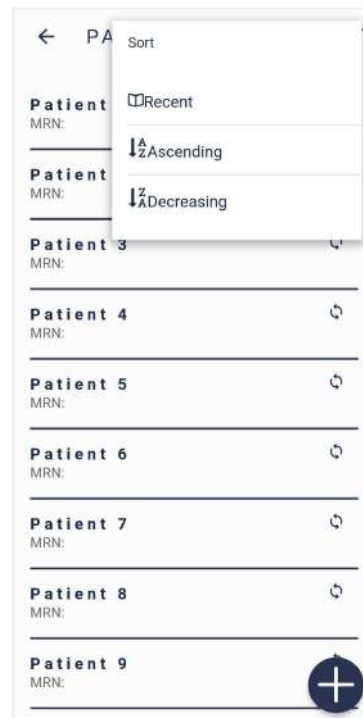 PA
Sort
Recent
Ascending
Decreasing
Patient
MRN:
Patient
MRN:
Patient 3
MRN:
Patient 4
MRN:
Patient 5
MRN:
Patient 6
MRN:
Patient 7
MRN:
Patient 8
MRN:
Patient 9
MRN: